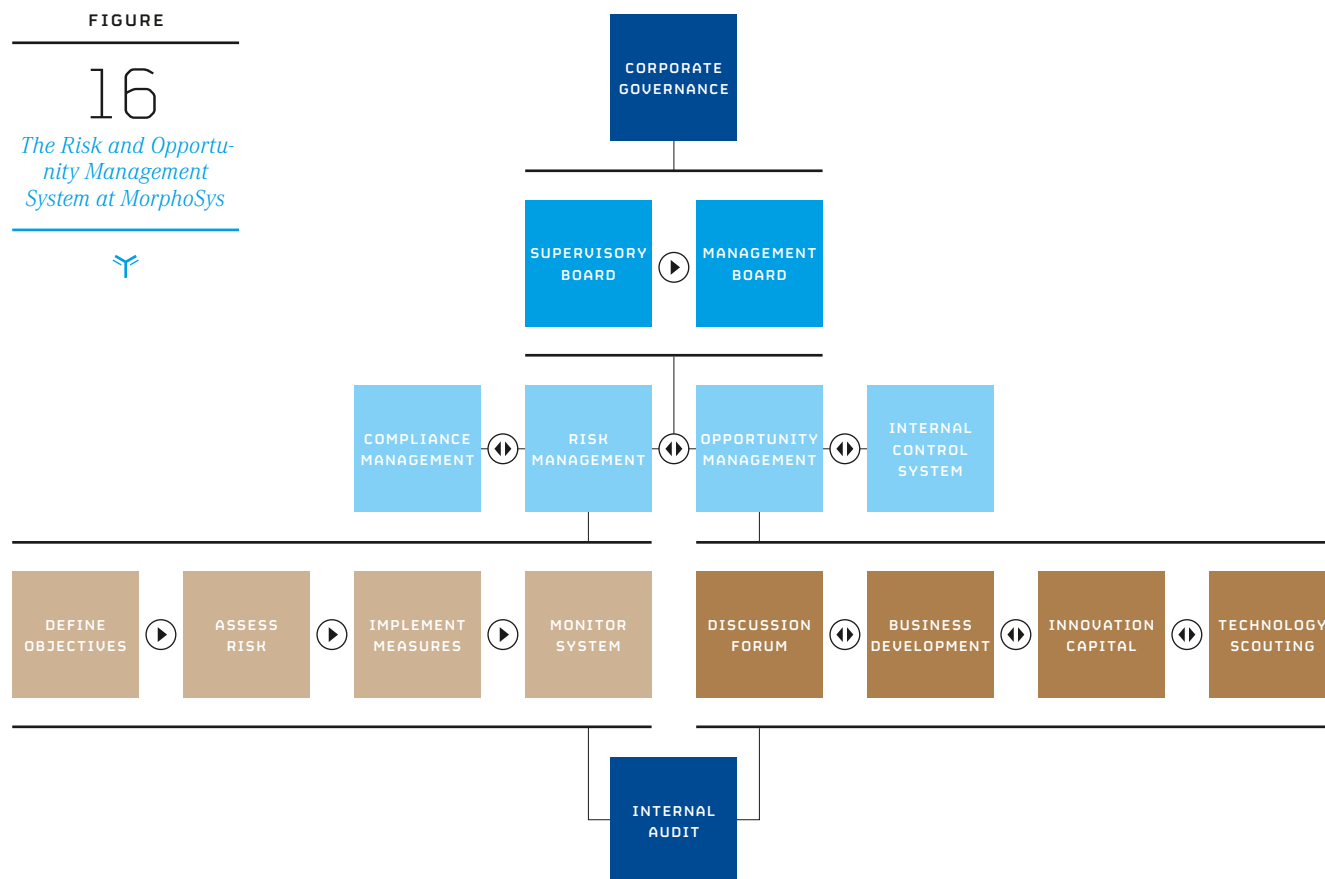 FIGURE
16
The Risk and Opportu-
nity Management
System at MorphoSys
CORPORATE
GOVERNANCE
SUPERVISORY
BOARD
MANAGEMENT
BOARD
COMPLIANCE
MANAGEMENT
RISK
MANAGEMENT
OPPORTUNITY
MANAGEMENT
INTERNAL
CONTROL
SYSTEM
DEFINE
OBJECTIVES
ASSESS
RISK
IMPLEMENT
MEASURES
MONITOR
SYSTEM
DISCUSSION
FORUM
BUSINESS
DEVELOPMENT
INNOVATION
CAPITAL
TECHNOLOGY
SCOUTING
INTERNAL
AUDIT